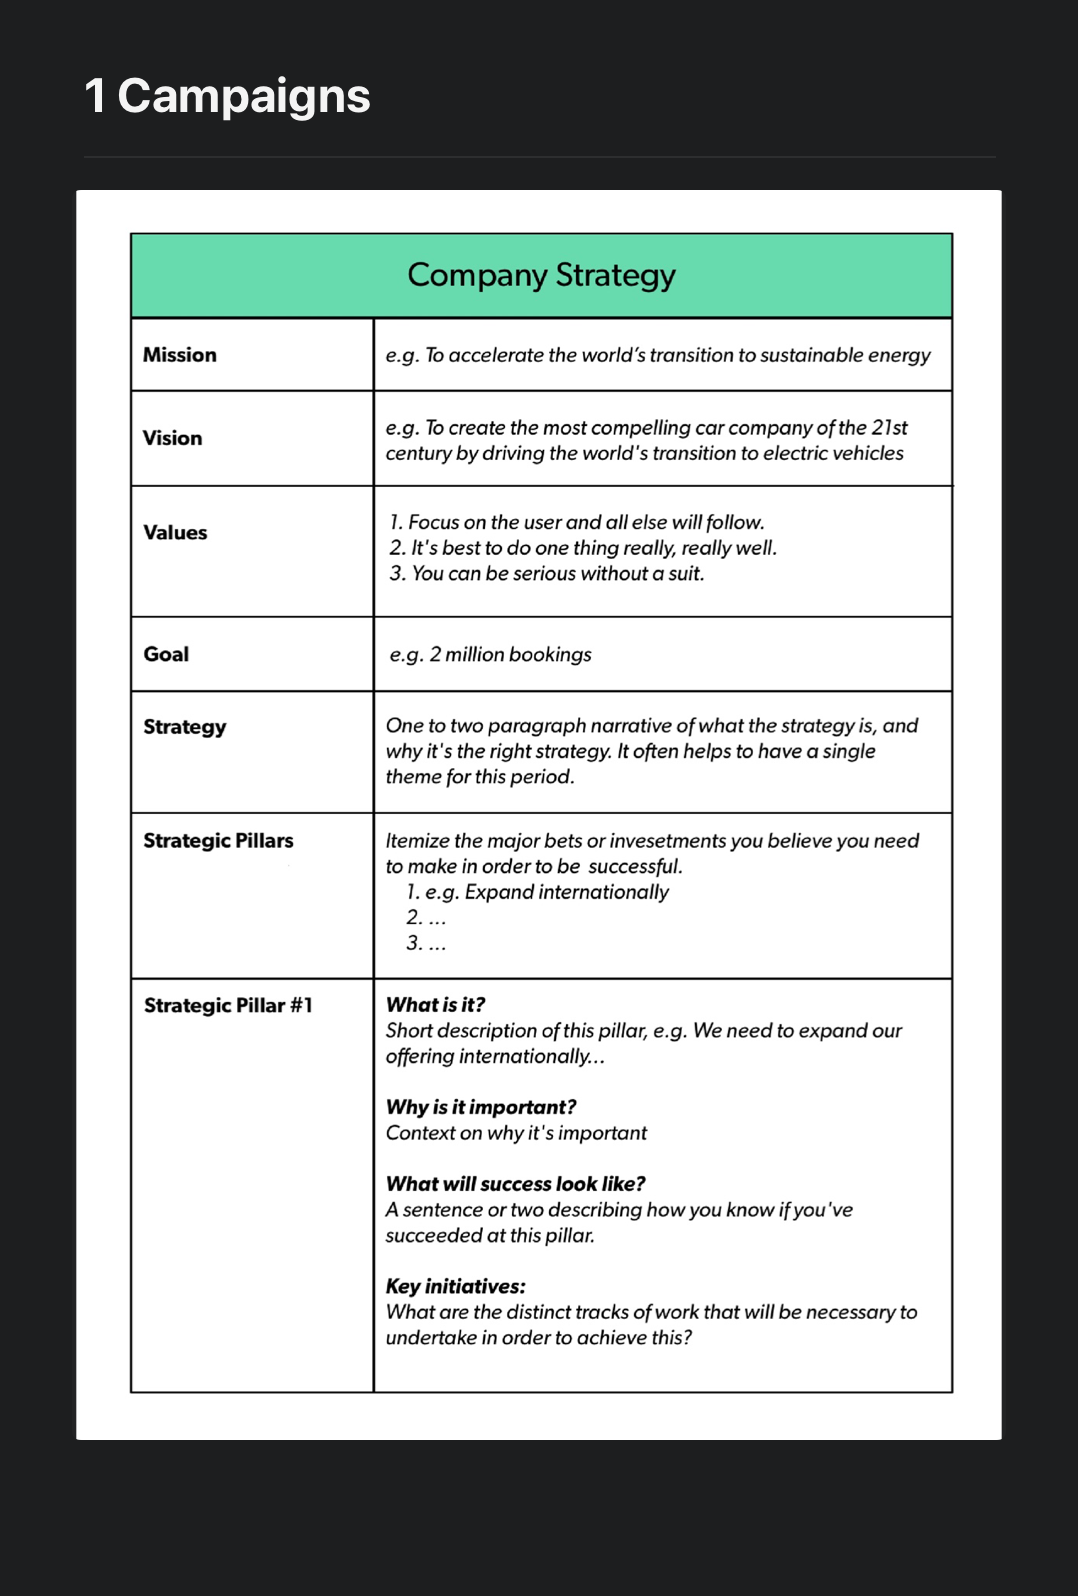 1 Campaigns
Company Strategy
Mission
e.g. To accelerate the world’s transition to sustainable energy
Vision
e.g. To create the most compelling car company of the 21st
century by driving the world's transition to electric vehicles
Values
1. Focus on the user and all else will follow.
2. It's best to do one thing really, really well.
3. You can be serious without a suit.
Goal
e.g. 2 million bookings
Strategy
One to two paragraph narrative of what the strategy is, and
why it's the right strategy. It often helps to have a single
theme for this period.
Strategic Pillars
Itemize the major bets or invesetments you believe you need
to make in order to be  successful.
1. e.g. Expand internationally
2. ...
3. ...
Strategic Pillar #1
What is it?
Short description of this pillar, e.g. We need to expand our
offering internationally...
Why is it important?
Context on why it's important
What will success look like?
A sentence or two describing how you know if you've
succeeded at this pillar.
Key initiatives:
What are the distinct tracks of work that will be necessary to
undertake in order to achieve this?